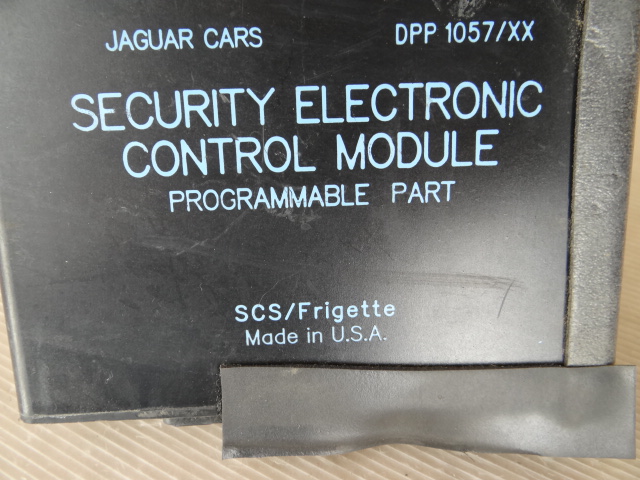 JAGUAR CARS DPP 1057/XX
SECURITY ELECTRONIC
CONTROL MODULE
PROGRAMMABLE PART
SCS/Frigette
Made in U.S.A.